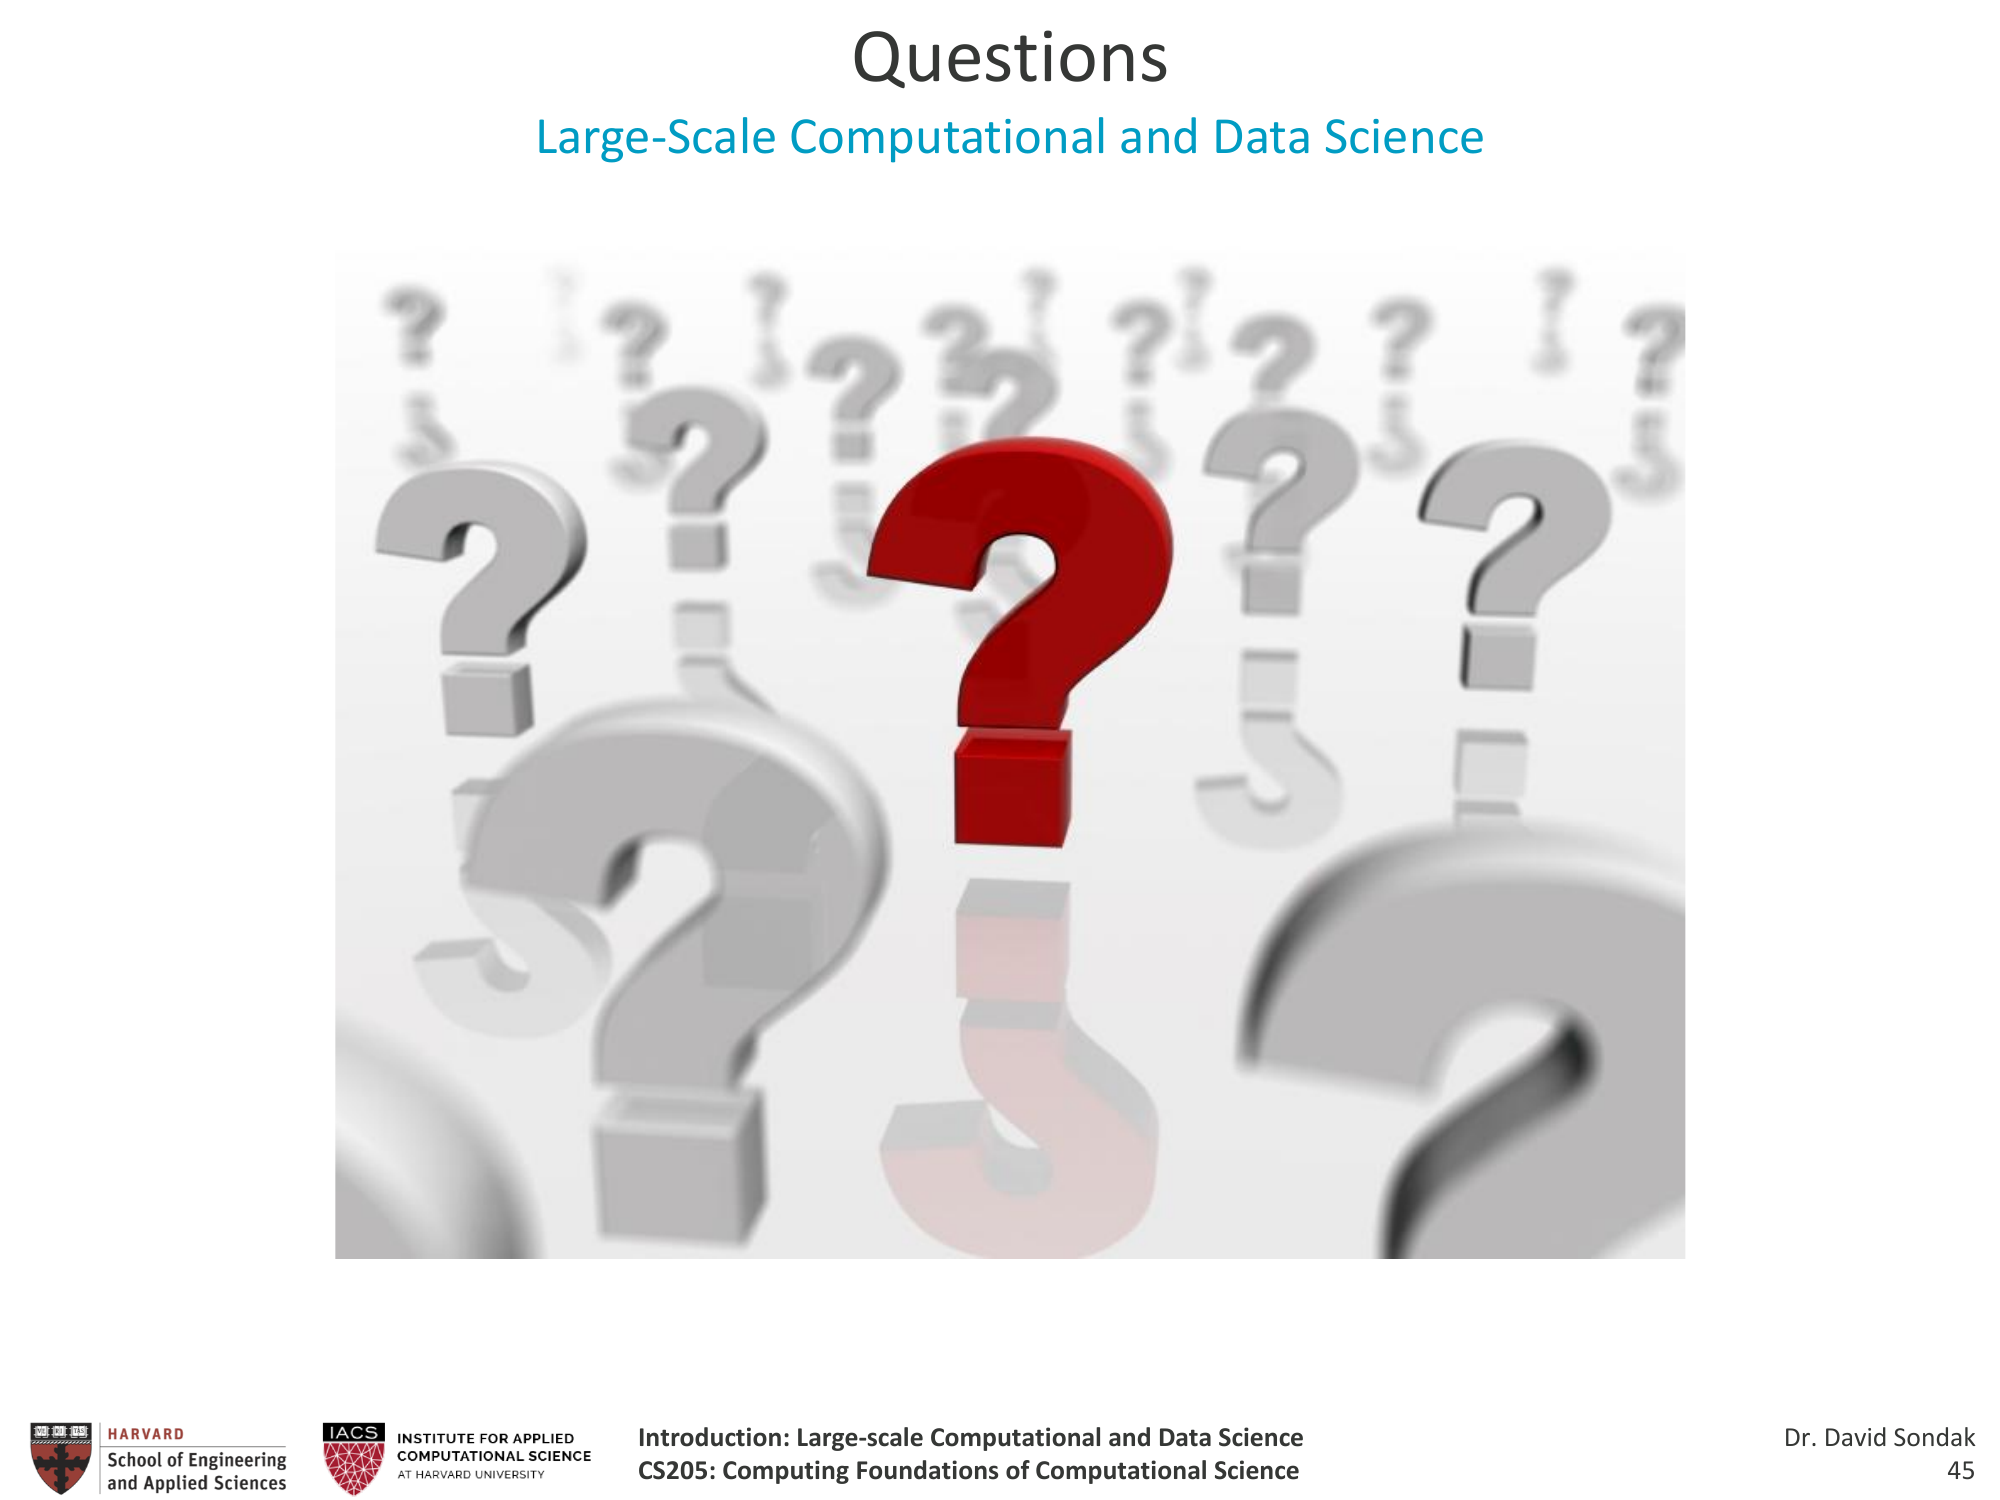 Questions
Large-Scale Computational and Data Science
HARVARD
School of Engineering
and Applied Sciences
IACS
INSTITUTE FOR APPLIED
COMPUTATIONAL SCIENCE
AT HARVARD UNIVERSITY
Introduction: Large-scale Computational and Data Science
CS205: Computing Foundations of Computational Science
Dr. David Sondak
45